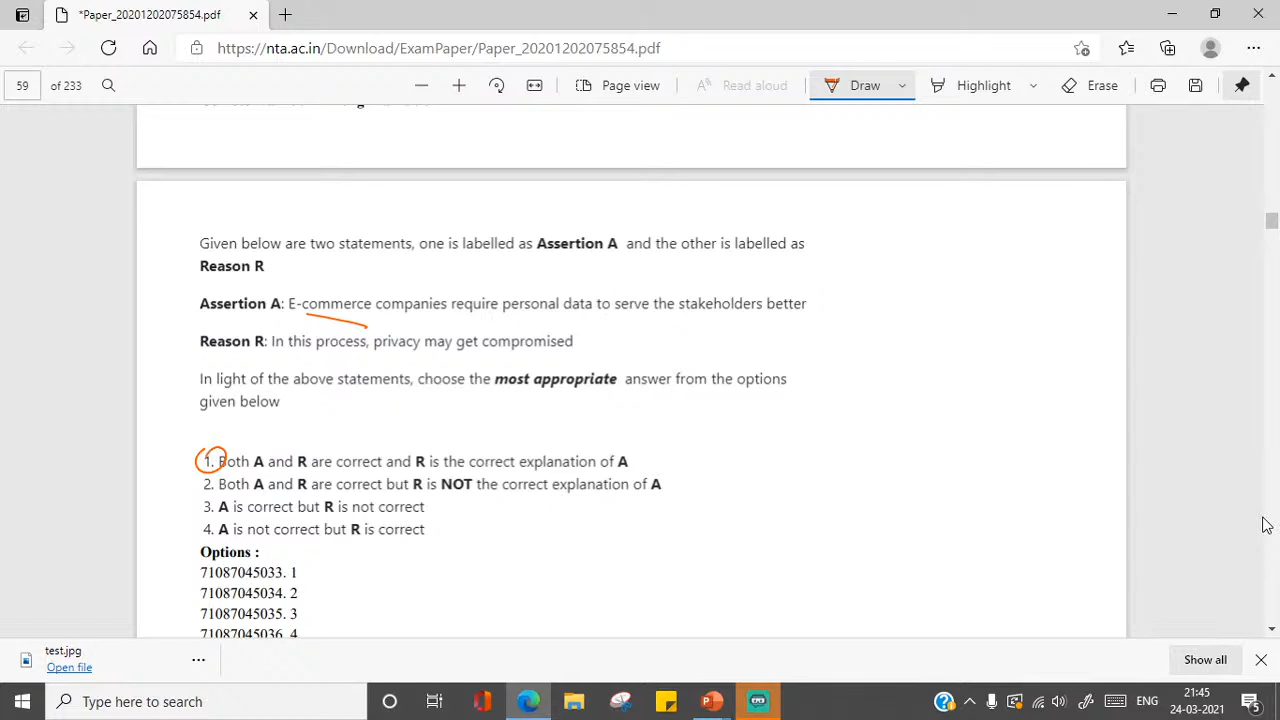 *Paper_20201202075854.pdf
https://nta.ac.in/Download/ExamPaper/Paper_20201202075854.pdf
59 of 233
Page view
Read aloud
Draw
Highlight
Erase
Given below are two statements, one is labelled as Assertion A and the other is labelled as
Reason R
Assertion A: E-commerce companies require personal data to serve the stakeholders better
Reason R: In this process, privacy may get compromised
In light of the above statements, choose the most appropriate answer from the options
given below
1. Both A and R are correct and R is the correct explanation of A
2. Both A and R are correct but R is NOT the correct explanation of A
3. A is correct but R is not correct
4. A is not correct but R is correct
Options :
71087045033. 1
71087045034. 2
71087045035. 3
71087045036. 4
test.jpg
Open file
Show all
Type here to search
ENG
21:45
24-03-2021
5